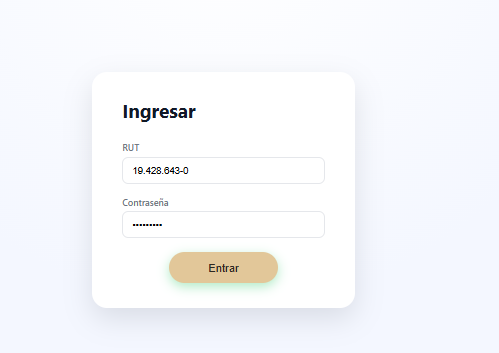 Ingresar
RUT
19.428.643-0
Contraseña
•••••••••
Entrar